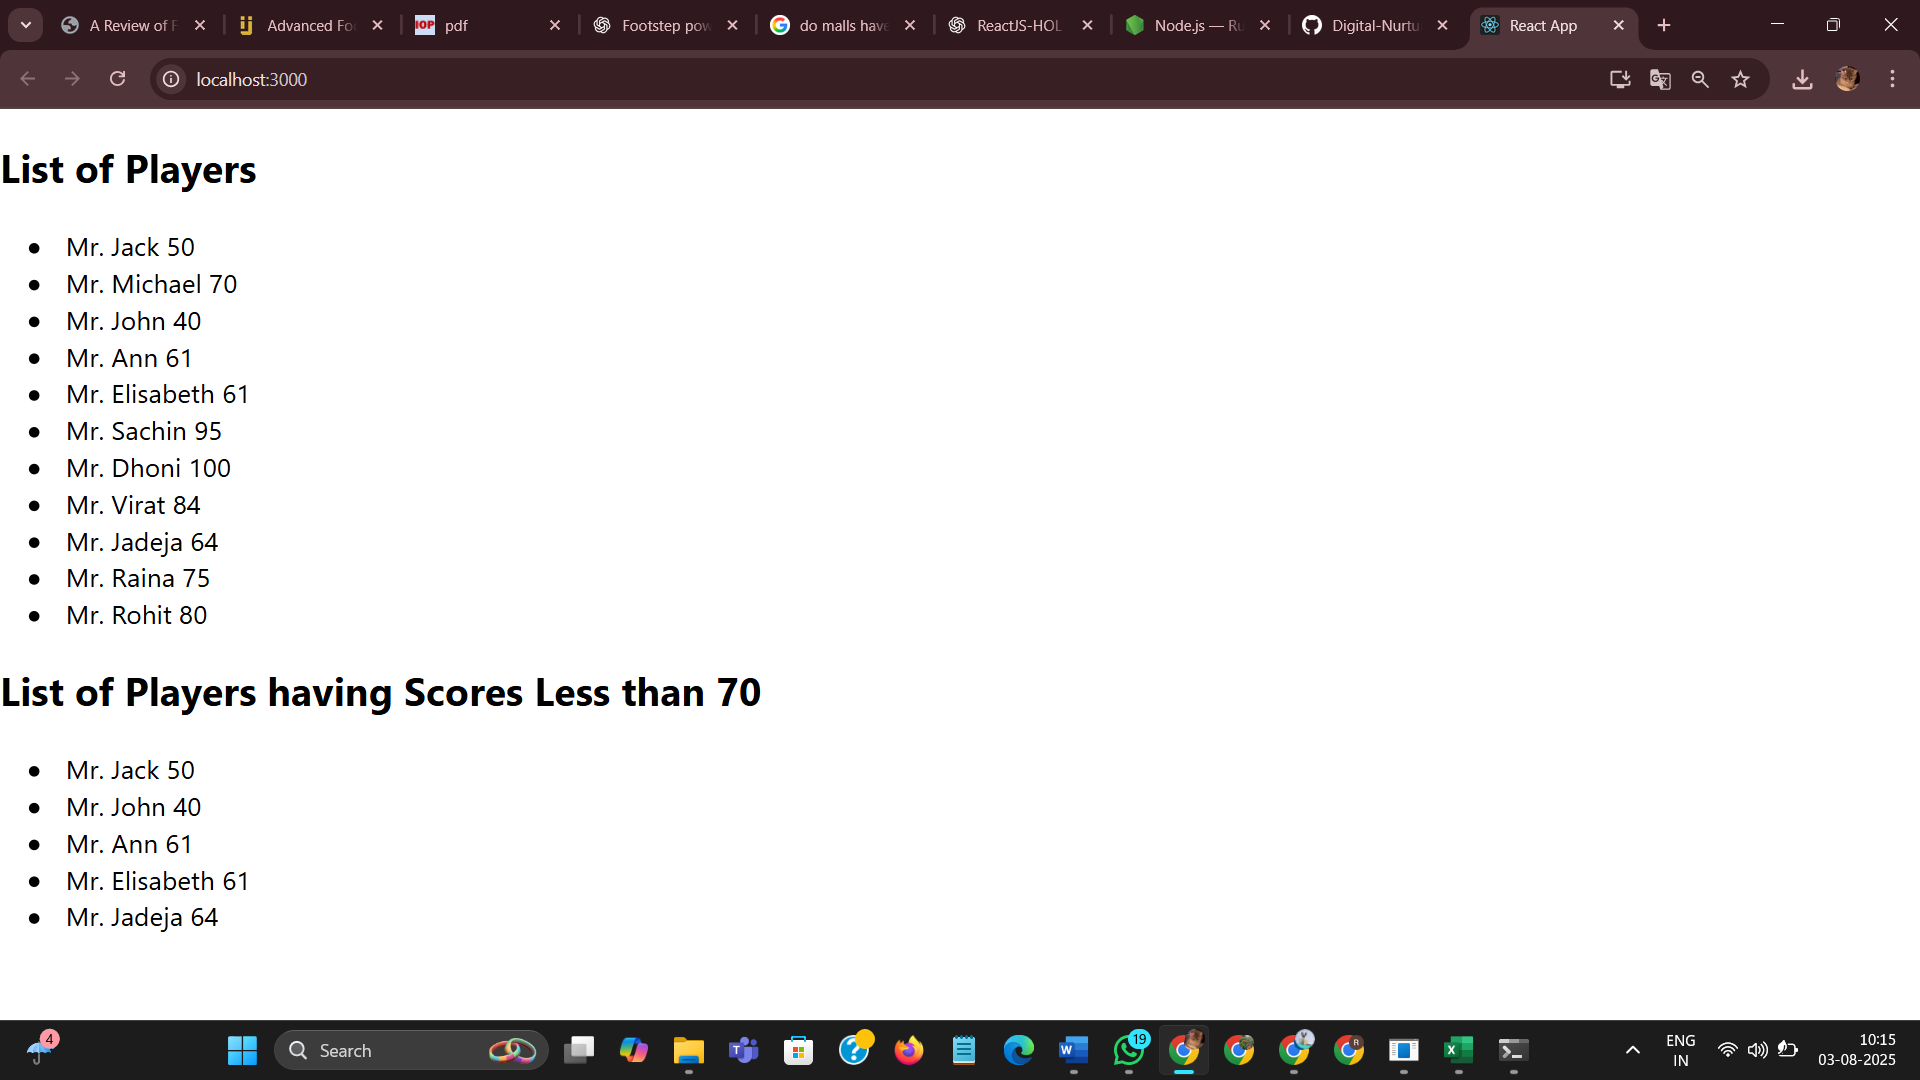 A Review of F
Advanced Foo
IOP pdf
Footstep pow
do malls have
ReactJS-HOL
Node.js — Ru
Digital-Nurtu
React App
localhost:3000
List of Players
Mr. Jack 50
Mr. Michael 70
Mr. John 40
Mr. Ann 61
Mr. Elisabeth 61
Mr. Sachin 95
Mr. Dhoni 100
Mr. Virat 84
Mr. Jadeja 64
Mr. Raina 75
Mr. Rohit 80
List of Players having Scores Less than 70
Mr. Jack 50
Mr. John 40
Mr. Ann 61
Mr. Elisabeth 61
Mr. Jadeja 64
4
Search
19
ENG
IN
10:15
03-08-2025